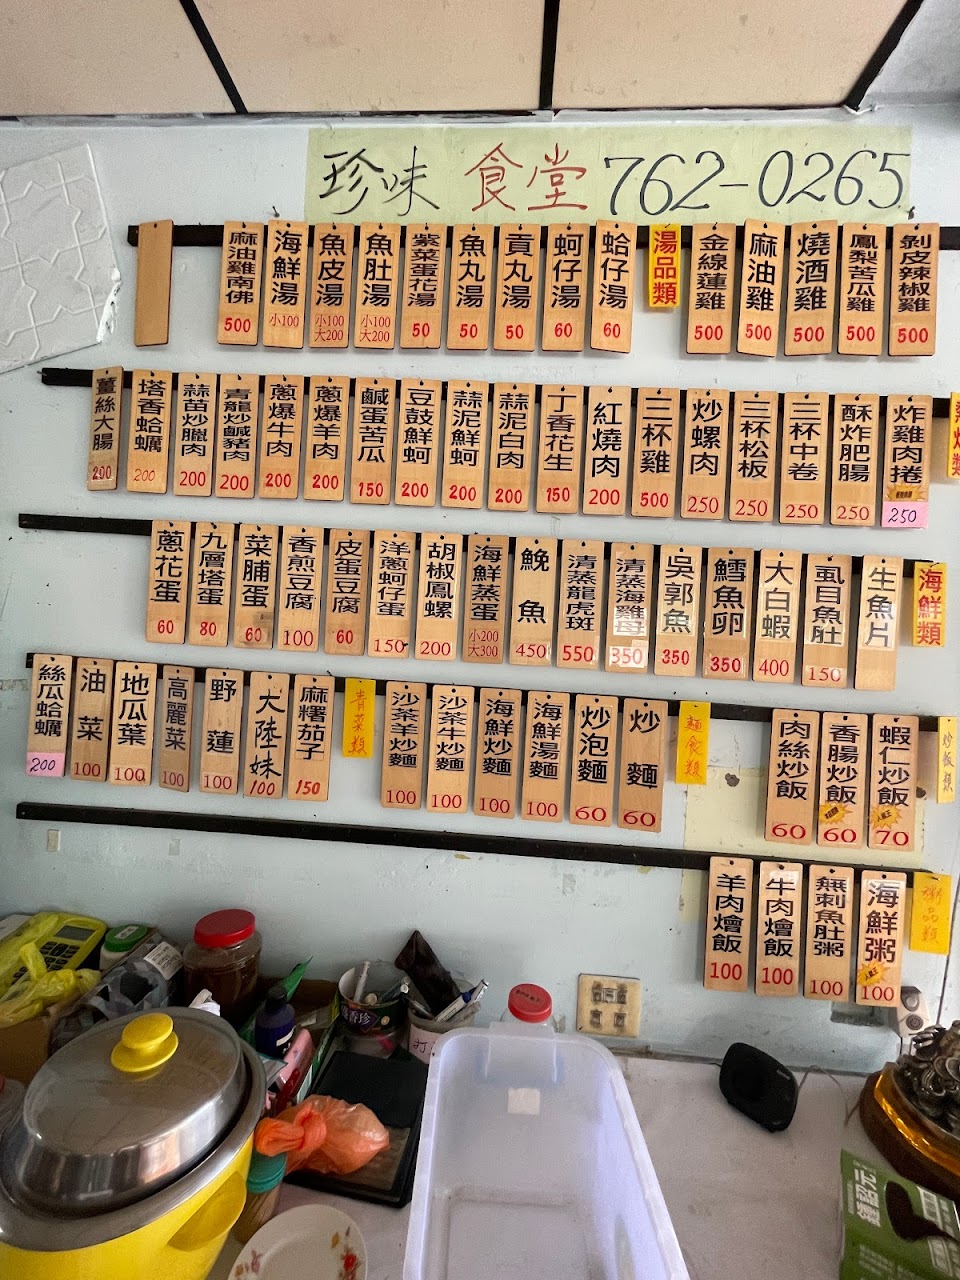 珍味食堂762-0265
麻油雞南佛 500
海鮮湯 小100
魚皮湯 小100 大200
魚肚湯 小100 大200
紫菜蛋花湯 50
魚丸湯 50
貢丸湯 50
蚵仔湯 60
蛤仔湯 60
湯品類
金線蓮雞 500
麻油雞 500
燒酒雞 500
鳳梨苦瓜雞 500
剝皮辣椒雞 500
薑絲大腸 200
塔香蛤蠣 200
蒜苗炒臘肉 200
青龍炒鹹豬肉 200
蔥爆牛肉 200
蔥爆羊肉 200
鹹蛋苦瓜 150
豆鼓鮮蚵 200
蒜泥鮮蚵 200
蒜泥白肉 200
丁香花生 150
紅燒肉 200
三杯雞 500
炒螺肉 250
三杯松板 250
三杯中卷 250
酥炸肥腸 250
炸雞肉捲 250
蔥花蛋 60
九層塔蛋 80
菜脯蛋 60
香煎豆腐 100
皮蛋豆腐 60
洋蔥蚵仔蛋 150
胡椒鳳螺 200
海鮮蒸蛋 小200 大300
鮸魚 450
清蒸龍虎斑 550
清蒸海雞母 350
吳郭魚 350
鱈魚卵 350
大白蝦 400
虱目魚肚 150
生魚片
海鮮類
絲瓜蛤蠣 200
油菜 100
地瓜葉 100
高麗菜 100
野蓮 100
大陸妹 100
麻糬茄子 150
青菜類
沙茶羊炒麵 100
沙茶牛炒麵 100
海鮮炒麵 100
海鮮湯麵 100
炒泡麵 60
炒麵 60
麵食類
肉絲炒飯 60
香腸炒飯 60
蝦仁炒飯 70
炒飯類
羊肉燴飯 100
牛肉燴飯 100
無刺魚肚粥 100
海鮮粥 100
粥品類